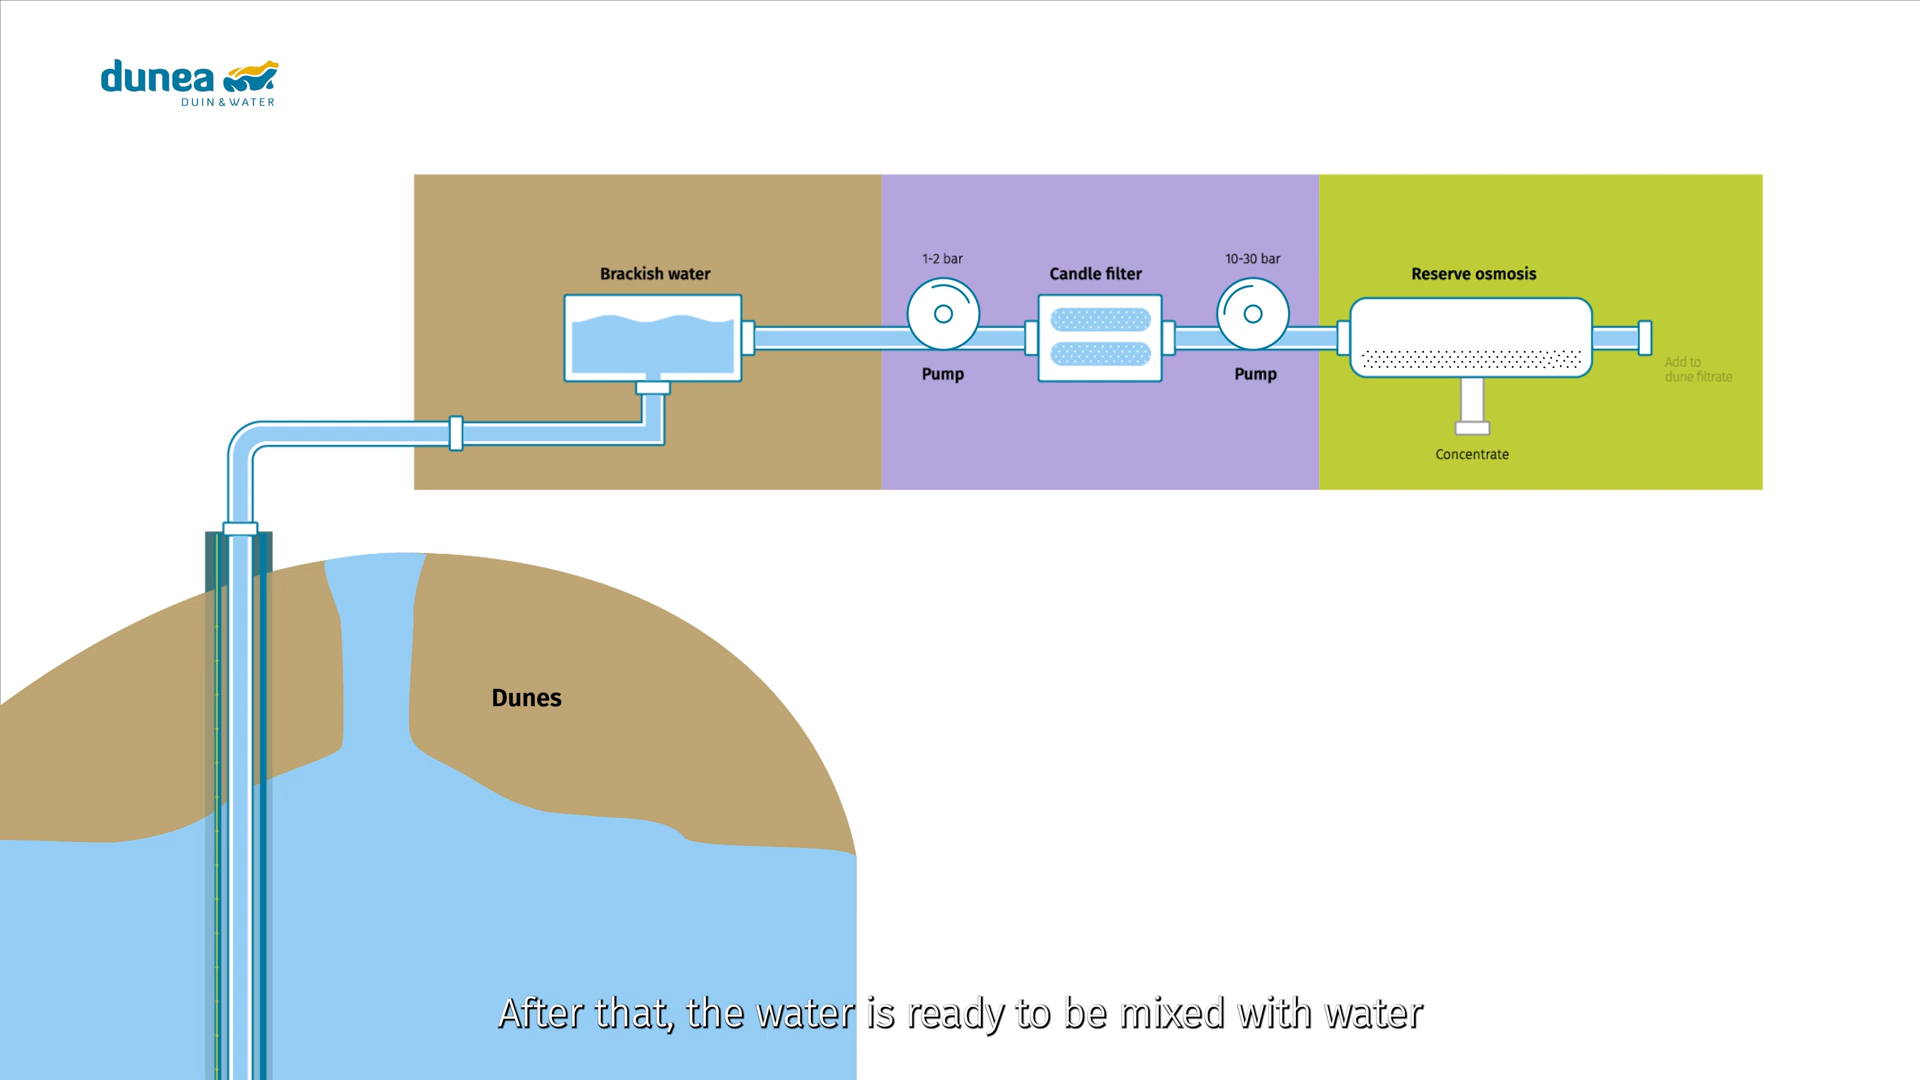 dunea
DUIN & WATER
Brackish water
1-2 bar
Pump
Candle filter
10-30 bar
Pump
Reserve osmosis
Add to
dune filtrate
Concentrate
Dunes
After that, the water is ready to be mixed with water